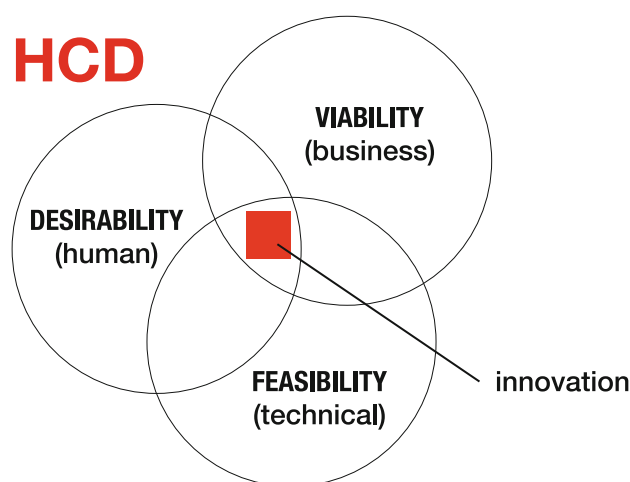 HCD
VIABILITY
(business)
DESIRABILITY
(human)
FEASIBILITY
(technical)
innovation